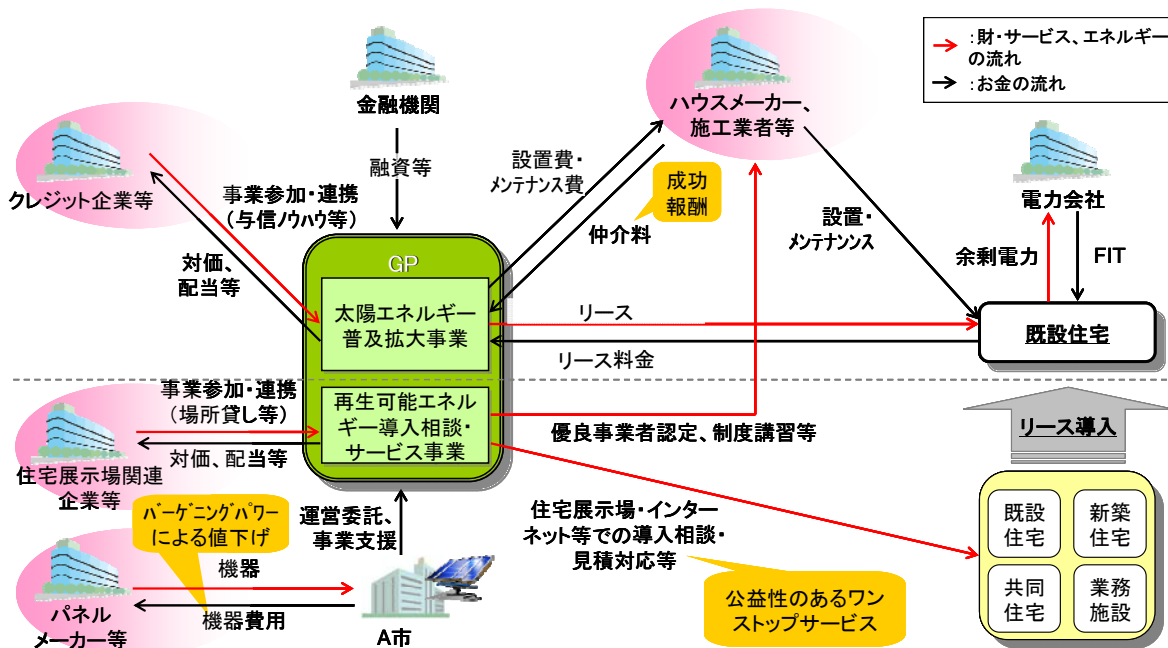 :財・サービス、エネルギー
の流れ
:お金の流れ
金融機関
ハウスメーカー、
施工業者等
クレジット企業等
融資等
設置費・
メンテナンス費
成功
報酬
電力会社
事業参加・連携
(与信ノウハウ等)
仲介料
設置・
メンテナンンス
対価、
配当等
GP
余剰電力
FIT
太陽エネルギー
普及拡大事業
リース
リース料金
既設住宅
事業参加・連携
(場所貸し等)
再生可能エネル
ギー導入相談・
サービス事業
優良事業者認定、制度講習等
リース導入
対価、配当等
住宅展示場関連
企業等
バーゲニングパワー
による値下げ
運営委託、
事業支援
住宅展示場・インター
ネット等での導入相談・
見積対応等
既設
住宅
新築
住宅
共同
住宅
業務
施設
機器
機器費用
パネル
メーカー等
A市
公益性のあるワン
ストップサービス